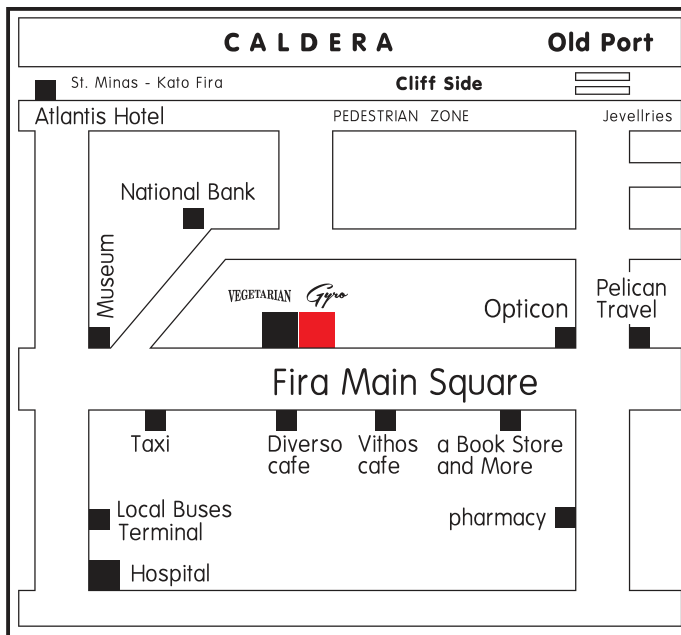 CALDERA
Old Port
St. Minas - Kato Fira
Cliff Side
Atlantis Hotel
PEDESTRIAN ZONE
Jevellries
National Bank
Museum
VEGETARIAN
Gyro
Opticon
Pelican
Travel
Fira Main Square
Taxi
Diverso
cafe
Vithos
cafe
a Book Store
and More
Local Buses
Terminal
pharmacy
Hospital